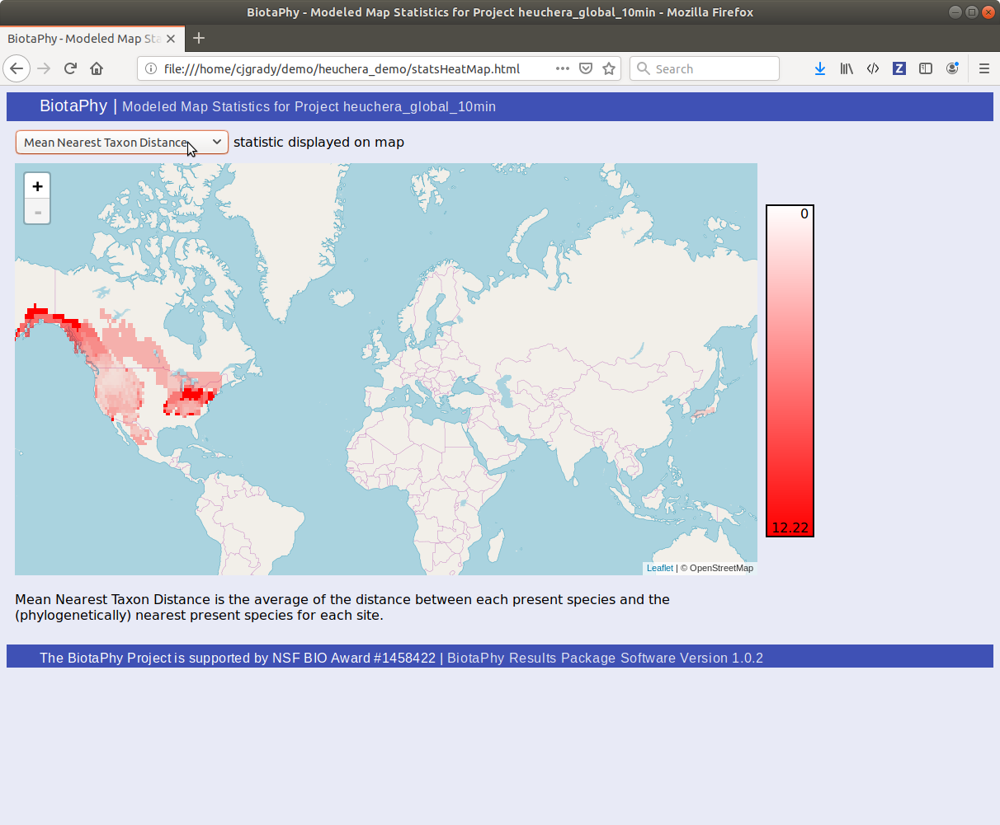 BiotaPhy - Modeled Map Statistics for Project heuchera_global_10min - Mozilla Firefox
BiotaPhy - Modeled Map Sta
file:///home/cjgrady/demo/heuchera_demo/statsHeatMap.html
Search
BiotaPhy | Modeled Map Statistics for Project heuchera_global_10min
Mean Nearest Taxon Distance statistic displayed on map
+
-
0
12.22
Leaflet | © OpenStreetMap
Mean Nearest Taxon Distance is the average of the distance between each present species and the
(phylogenetically) nearest present species for each site.
The BiotaPhy Project is supported by NSF BIO Award #1458422 | BiotaPhy Results Package Software Version 1.0.2